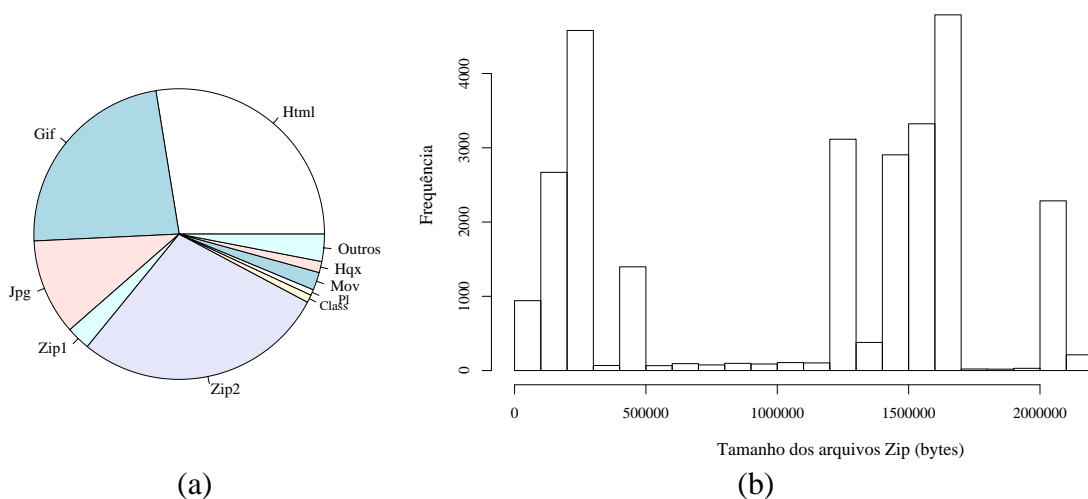 Html
Gif
Jpg
Zip1
Zip2
Class
Pl
Mov
Hqx
Outros
(a)
Frequência
0
1000
2000
3000
4000
0
500000
1000000
1500000
2000000
Tamanho dos arquivos Zip (bytes)
(b)